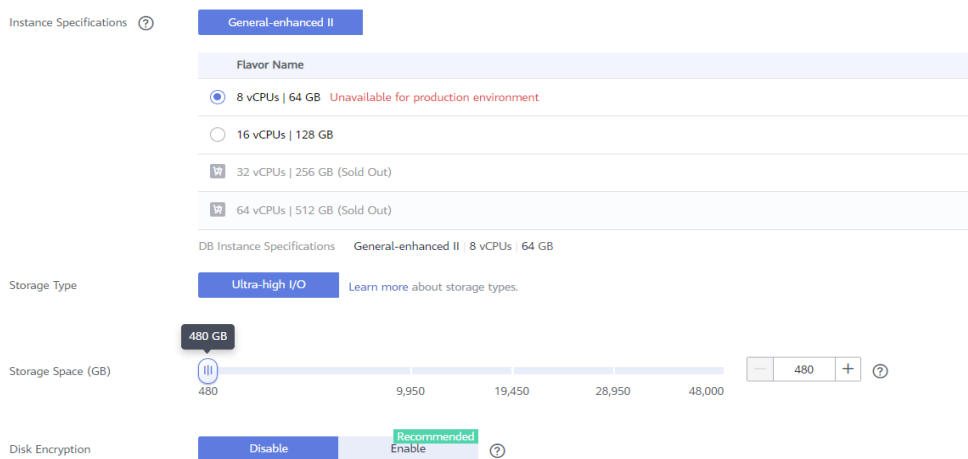 Instance Specifications ? General-enhanced II
Flavor Name
8 vCPUs | 64 GB Unavailable for production environment
16 vCPUs | 128 GB
32 vCPUs | 256 GB (Sold Out)
64 vCPUs | 512 GB (Sold Out)
DB Instance Specifications General-enhanced II | 8 vCPUs | 64 GB
Storage Type Ultra-high I/O Learn more about storage types.
480 GB
Storage Space (GB) − 480 + ?
480 9,950 19,450 28,950 48,000
Recommended
Disk Encryption Disable Enable ?